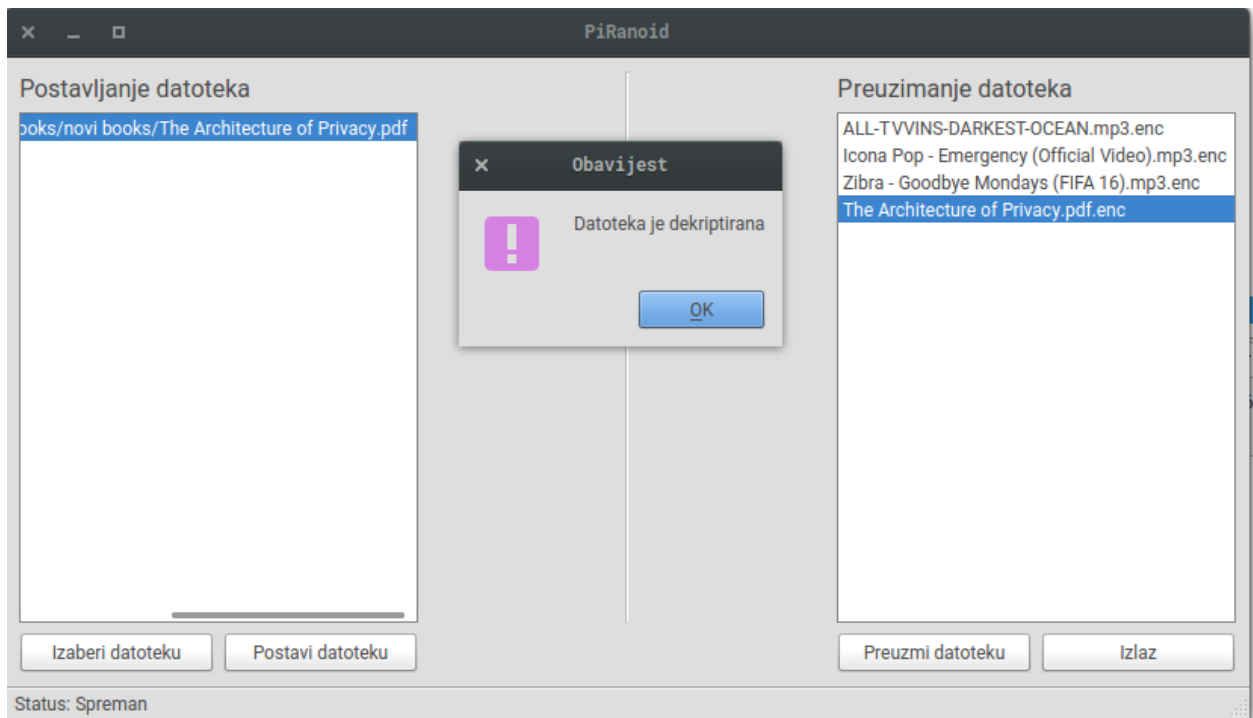 PiRanoid
Postavljanje datoteka
ooks/novi books/The Architecture of Privacy.pdf
Izaberi datoteku
Postavi datoteku
Obavijest
Datoteka je dekriptirana
OK
Preuzimanje datoteka
ALL-TVVINS-DARKEST-OCEAN.mp3.enc
Icona Pop - Emergency (Official Video).mp3.enc
Zibra - Goodbye Mondays (FIFA 16).mp3.enc
The Architecture of Privacy.pdf.enc
Preuzmi datoteku
Izlaz
Status: Spreman